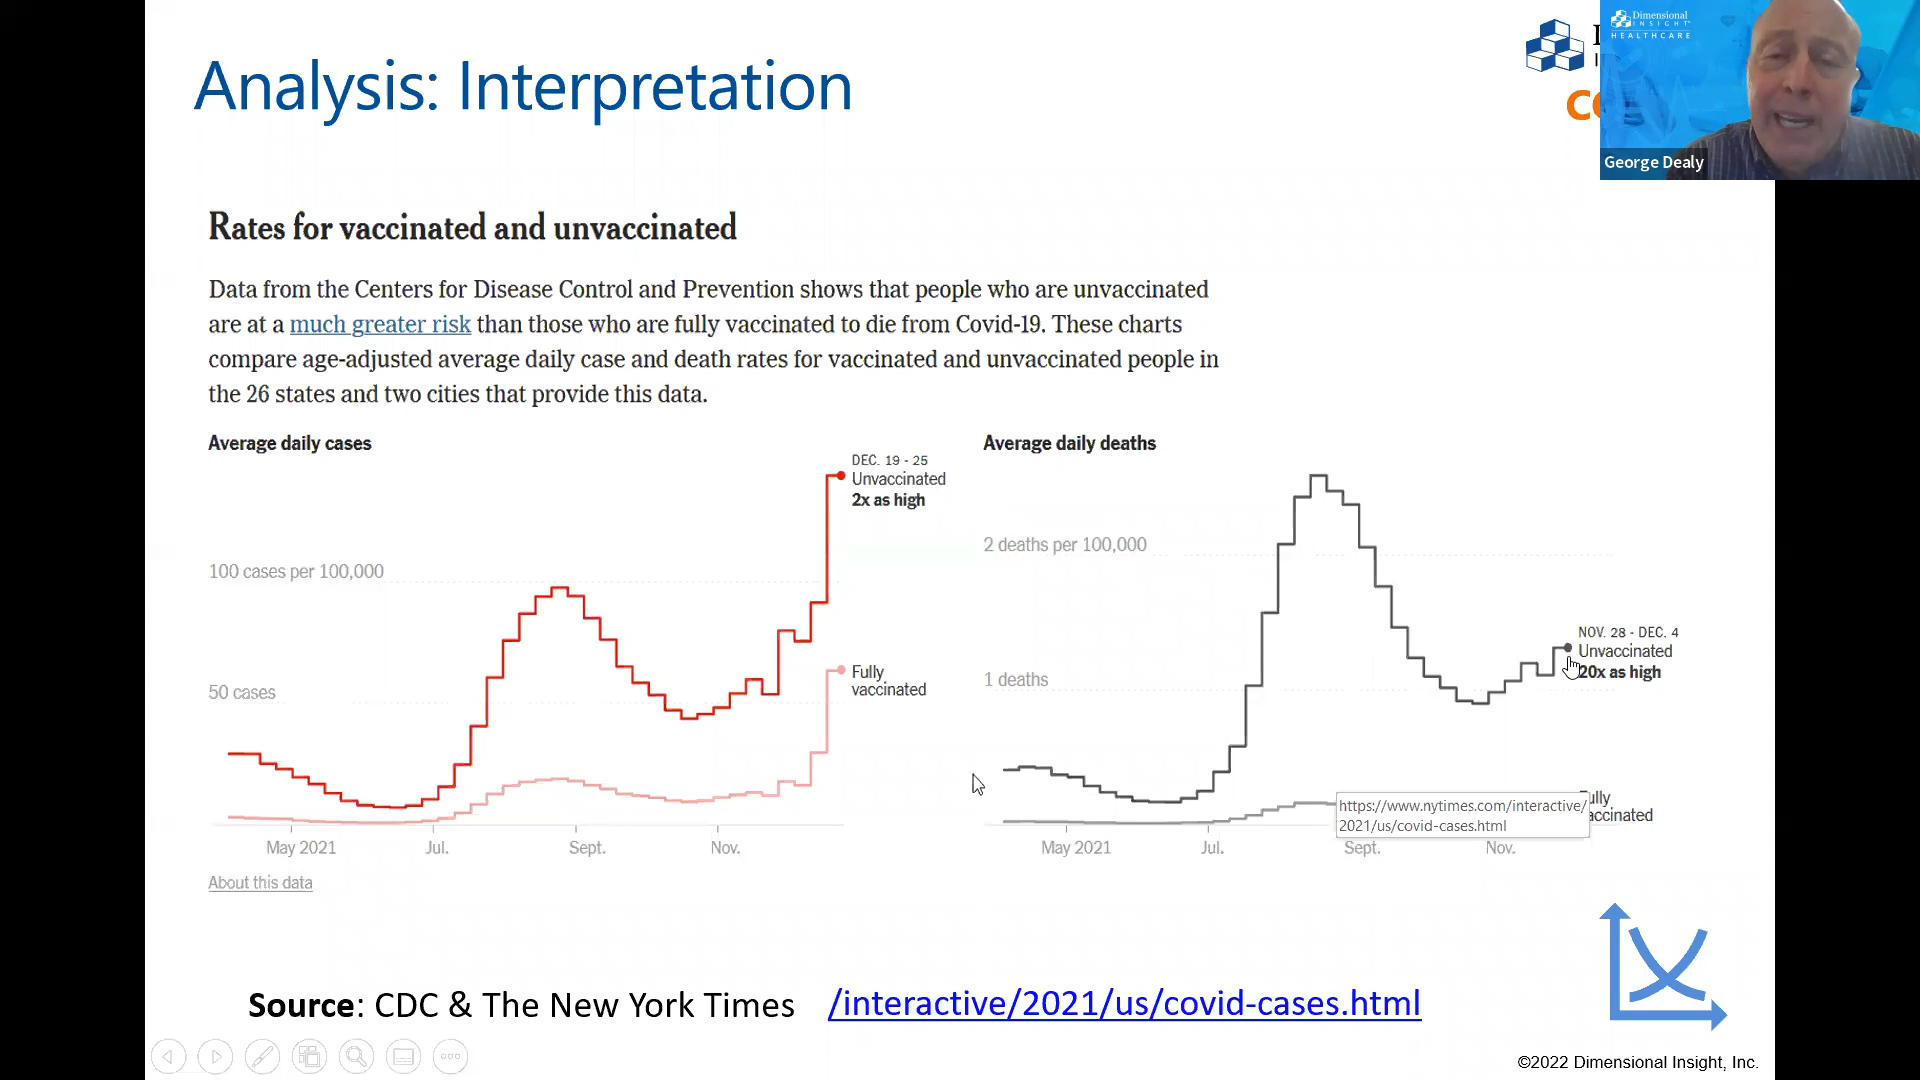 Analysis: Interpretation
Dimensional
INSIGHT
HEALTHCARE
George Dealy
Rates for vaccinated and unvaccinated
Data from the Centers for Disease Control and Prevention shows that people who are unvaccinated
are at a much greater risk than those who are fully vaccinated to die from Covid-19. These charts
compare age-adjusted average daily case and death rates for vaccinated and unvaccinated people in
the 26 states and two cities that provide this data.
Average daily cases
DEC. 19 - 25
Unvaccinated
2x as high
100 cases per 100,000
50 cases
Fully
vaccinated
May 2021 Jul. Sept. Nov.
About this data
Average daily deaths
2 deaths per 100,000
1 deaths
NOV. 28 - DEC. 4
Unvaccinated
20x as high
https://www.nytimes.com/interactive/
2021/us/covid-cases.html
ully
accinated
May 2021 Jul. Sept. Nov.
Source: CDC & The New York Times /interactive/2021/us/covid-cases.html
©2022 Dimensional Insight, Inc.